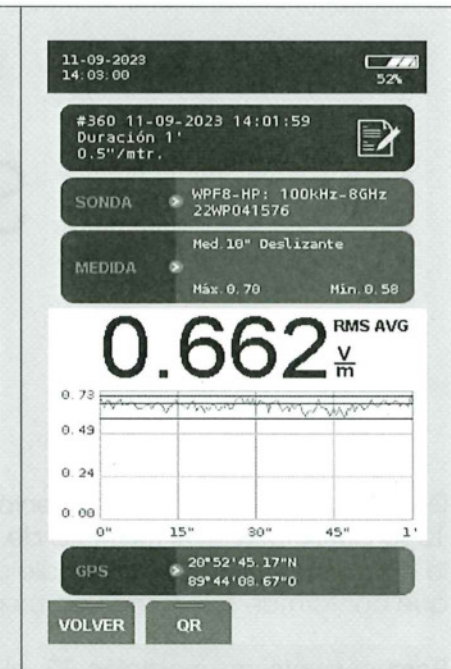 11-09-2023
14:03:00
52%
#360 11-09-2023 14:01:59
Duración 1'
0.5"/mtr.
SONDA
WPF8-HP: 100kHz-8GHz
22WP041576
MEDIDA
Med.10" Deslizante
Máx.0.70 Mín.0.58
0.662 RMS AVG
V/m
0.73
0.49
0.24
0.00
0" 15" 30" 45" 1'
GPS
20°52'45.17"N
89°44'08.67"O
VOLVER QR